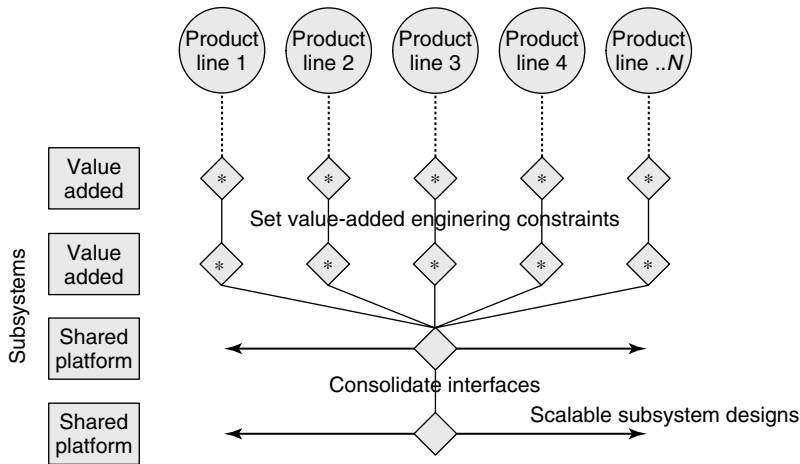 Product
line 1
Product
line 2
Product
line 3
Product
line 4
Product
line ..N
Subsystems
Value
added
* * * * *
Set value-added enginering constraints
Value
added
* * * * *
Shared
platform
Consolidate interfaces
Shared
platform
Scalable subsystem designs